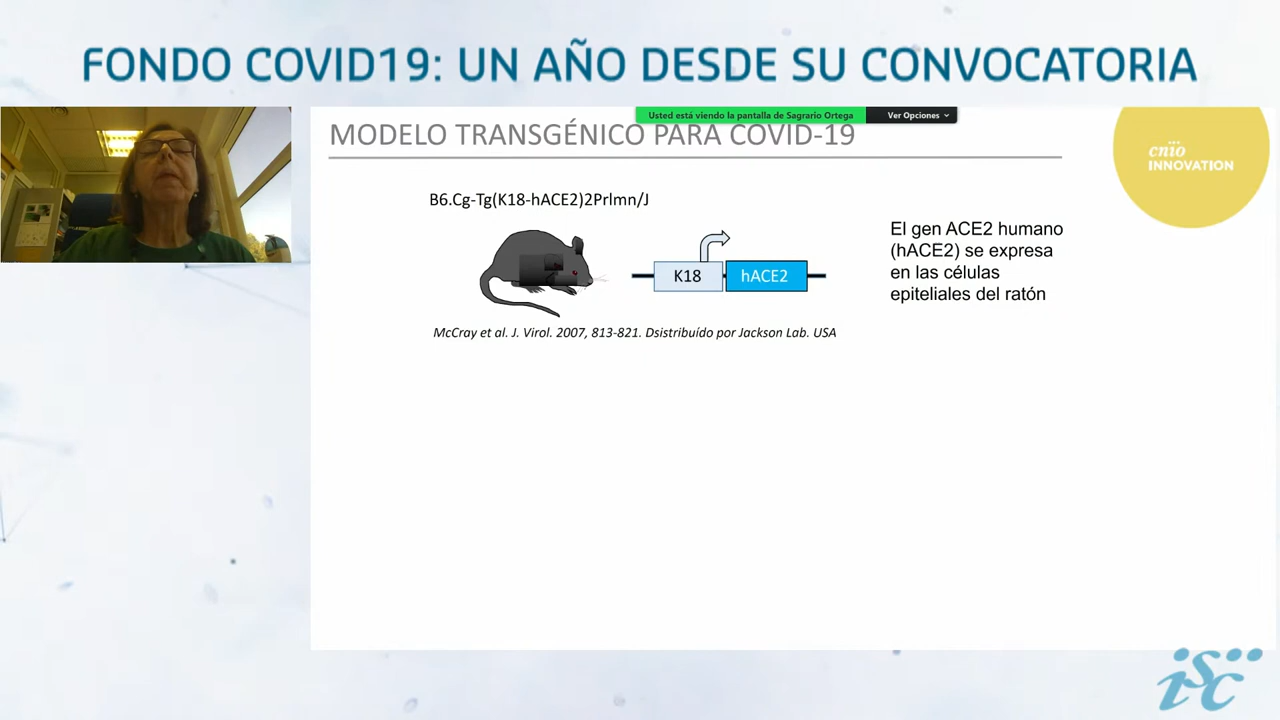 FONDO COVID19: UN AÑO DESDE SU CONVOCATORIA
Usted está viendo la pantalla de Sagrario Ortega
Ver Opciones
MODELO TRANSGÉNICO PARA COVID-19
cnio
INNOVATION
B6.Cg-Tg(K18-hACE2)2Prlmn/J
K18
hACE2
El gen ACE2 humano
(hACE2) se expresa
en las células
epiteliales del ratón
McCray et al. J. Virol. 2007, 813-821. Dsistribuído por Jackson Lab. USA
isc